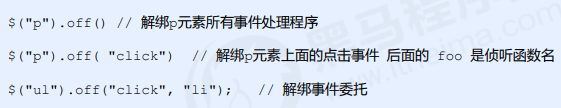 $("p").off() // 解绑p元素所有事件处理程序
$("p").off( "click") // 解绑p元素上面的点击事件 后面的 foo 是侦听函数名
$("ul").off("click", "li"); // 解绑事件委托